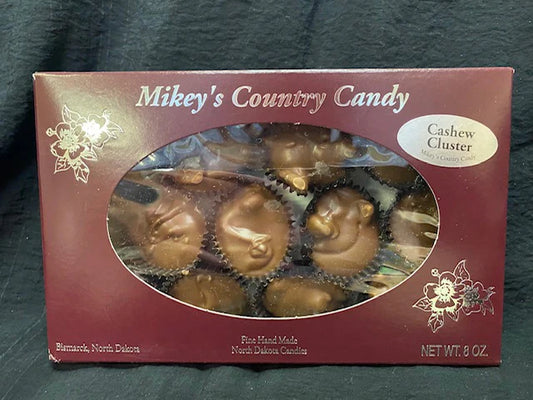 Mikey's Country Candy
Cashew
Cluster
Mikey's Country Candy
Bismarck, North Dakota
Fine Hand Made
North Dakota Candies
NET WT. 8 OZ.